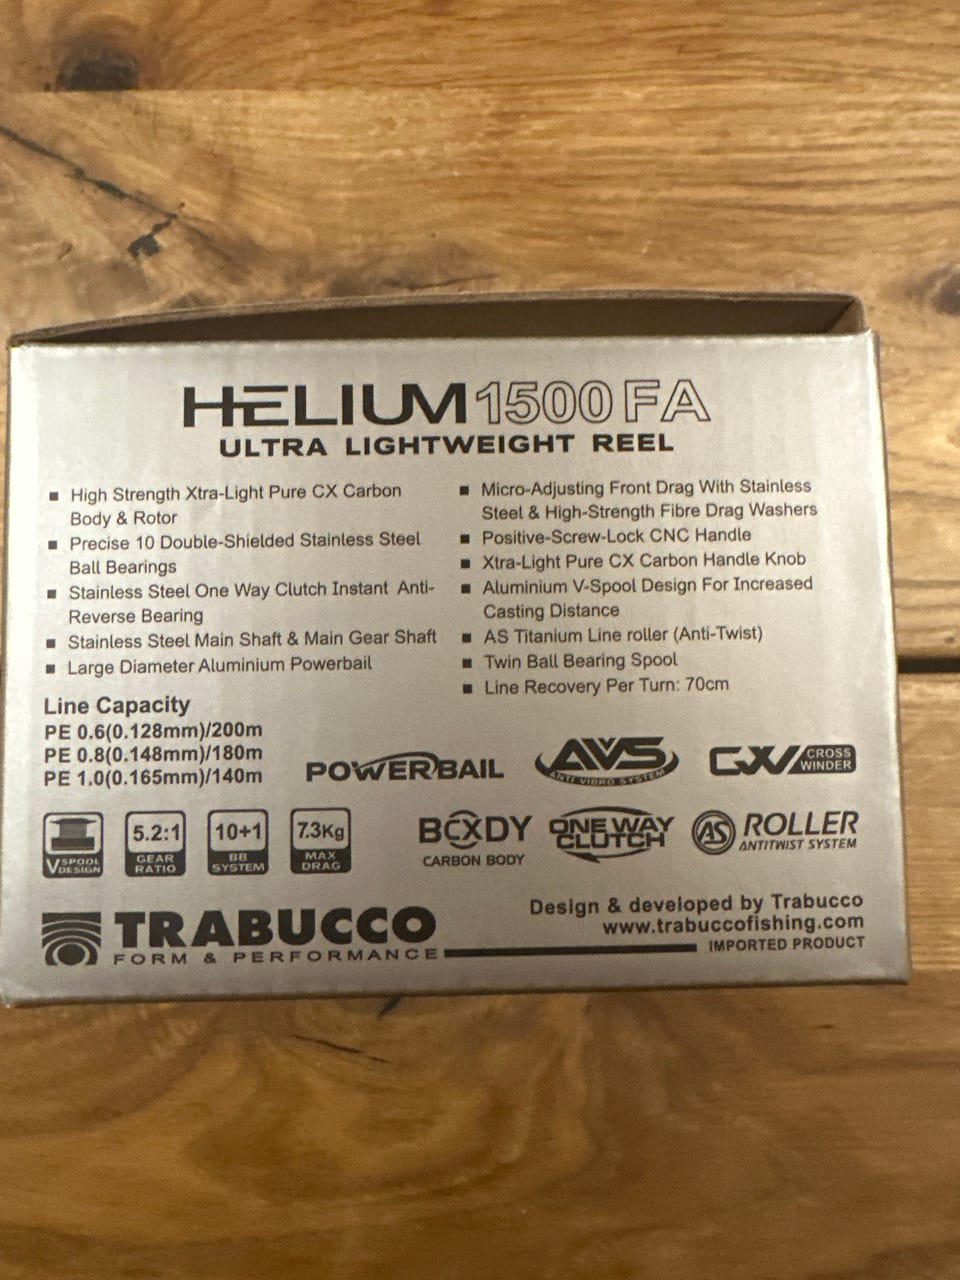 HELIUM 1500 FA
ULTRA LIGHTWEIGHT REEL
High Strength Xtra-Light Pure CX Carbon
Body & Rotor
Precise 10 Double-Shielded Stainless Steel
Ball Bearings
Stainless Steel One Way Clutch Instant Anti-
Reverse Bearing
Stainless Steel Main Shaft & Main Gear Shaft
Large Diameter Aluminium Powerbail
Micro-Adjusting Front Drag With Stainless
Steel & High-Strength Fibre Drag Washers
Positive-Screw-Lock CNC Handle
Xtra-Light Pure CX Carbon Handle Knob
Aluminium V-Spool Design For Increased
Casting Distance
AS Titanium Line roller (Anti-Twist)
Twin Ball Bearing Spool
Line Recovery Per Turn: 70cm
Line Capacity
PE 0.6(0.128mm)/200m
PE 0.8(0.148mm)/180m
PE 1.0(0.165mm)/140m
POWERBAIL
AVS
ANTI VIBRO SYSTEM
CW CROSS
WINDER
V SPOOL
DESIGN
5.2:1
GEAR
RATIO
10+1
BB
SYSTEM
7.3Kg
MAX
DRAG
BCXDY
CARBON BODY
ONE WAY
CLUTCH
AS ROLLER
ANTITWIST SYSTEM
TRABUCCO
FORM & PERFORMANCE
Design & developed by Trabucco
www.trabuccofishing.com
IMPORTED PRODUCT